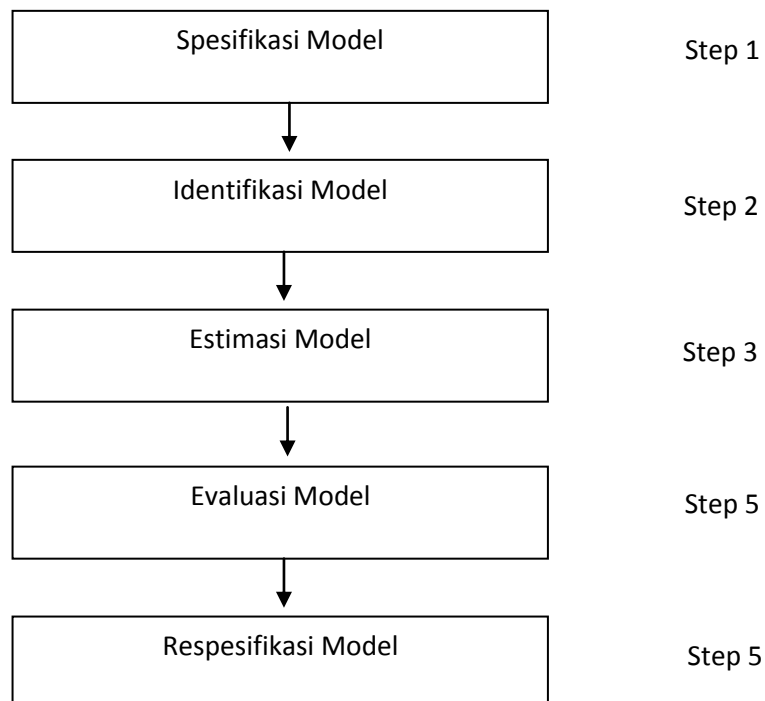 Spesifikasi Model
Step 1
Identifikasi Model
Step 2
Estimasi Model
Step 3
Evaluasi Model
Step 5
Respesifikasi Model
Step 5